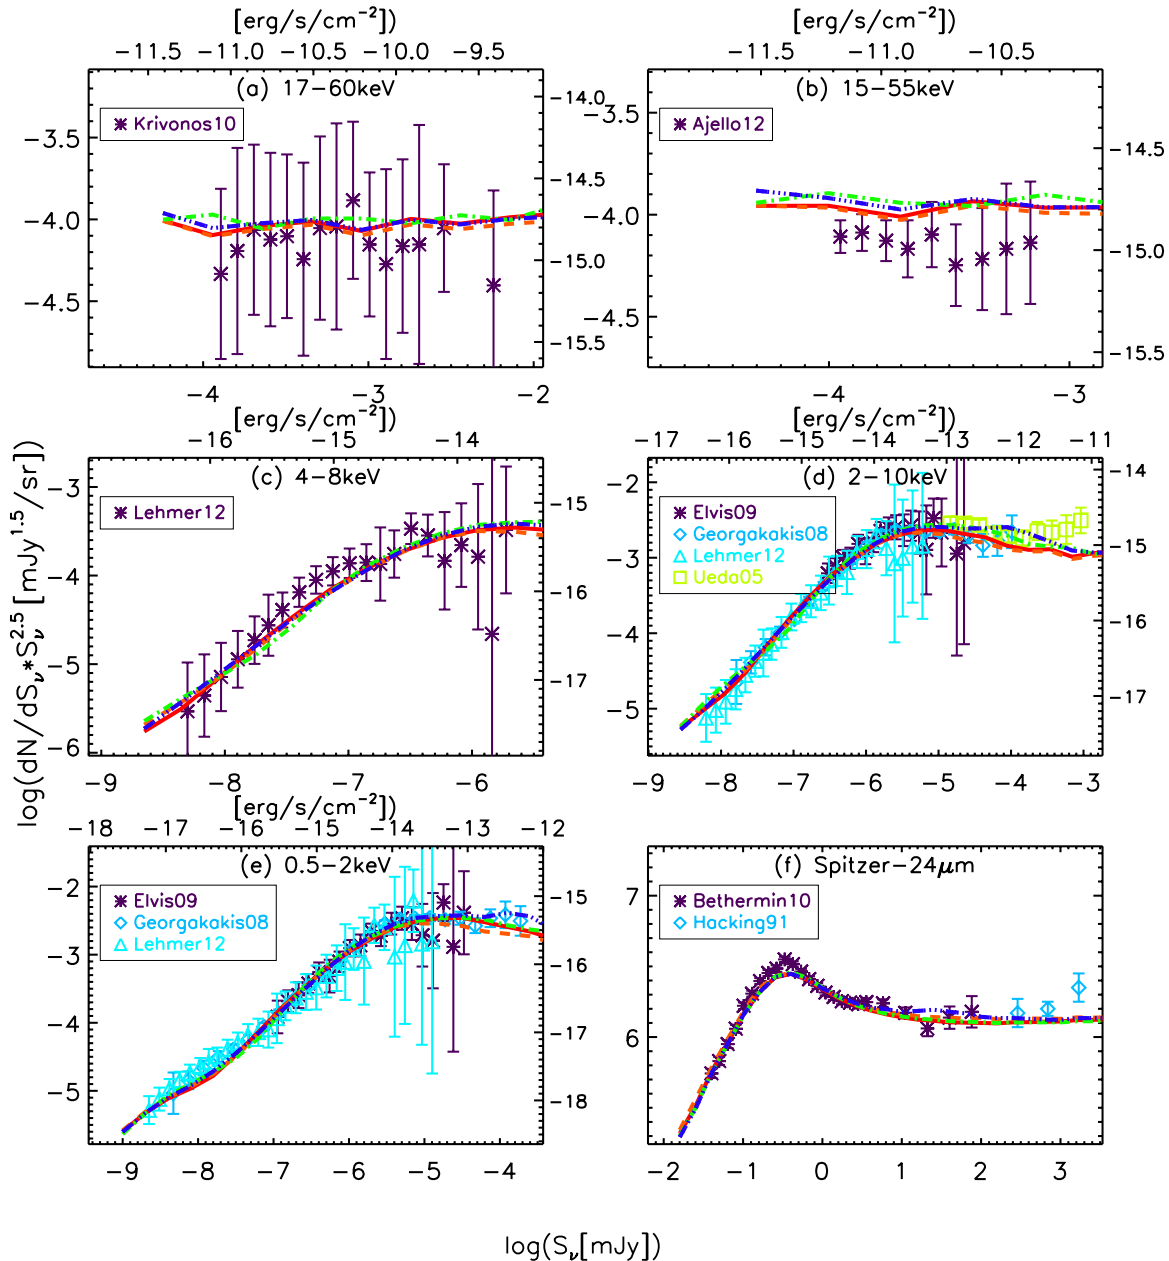 [erg/s/cm−2]) [erg/s/cm−2])
−11.5 −11.0 −10.5 −10.0 −9.5 −11.5 −11.0 −10.5
(a) 17−60keV (b) 15−55keV
Krivonos10 Ajello12
−3.5 −4.0 −4.5
−14.0 −14.5 −15.0 −15.5
−3.5 −4.0 −4.5
−14.5 −15.0 −15.5
−4 −3 −2 −4 −3
[erg/s/cm−2]) [erg/s/cm−2])
−16 −15 −14 −17 −16 −15 −14 −13 −12 −11
(c) 4−8keV (d) 2−10keV
Lehmer12
Elvis09
Georgakakis08
Lehmer12
Ueda05
−3 −4 −5 −6
−15 −16 −17
−2 −3 −4 −5
−14 −15 −16 −17
−9 −8 −7 −6 −9 −8 −7 −6 −5 −4 −3
log(dN/dSν*Sν2.5[mJy1.5/sr])
[erg/s/cm−2])
−18 −17 −16 −15 −14 −13 −12
(e) 0.5−2keV (f) Spitzer−24μm
Elvis09
Georgakakis08
Lehmer12
Bethermin10
Hacking91
−2 −3 −4 −5
−15 −16 −17 −18
7 6
−9 −8 −7 −6 −5 −4 −2 −1 0 1 2 3
log(Sν[mJy])